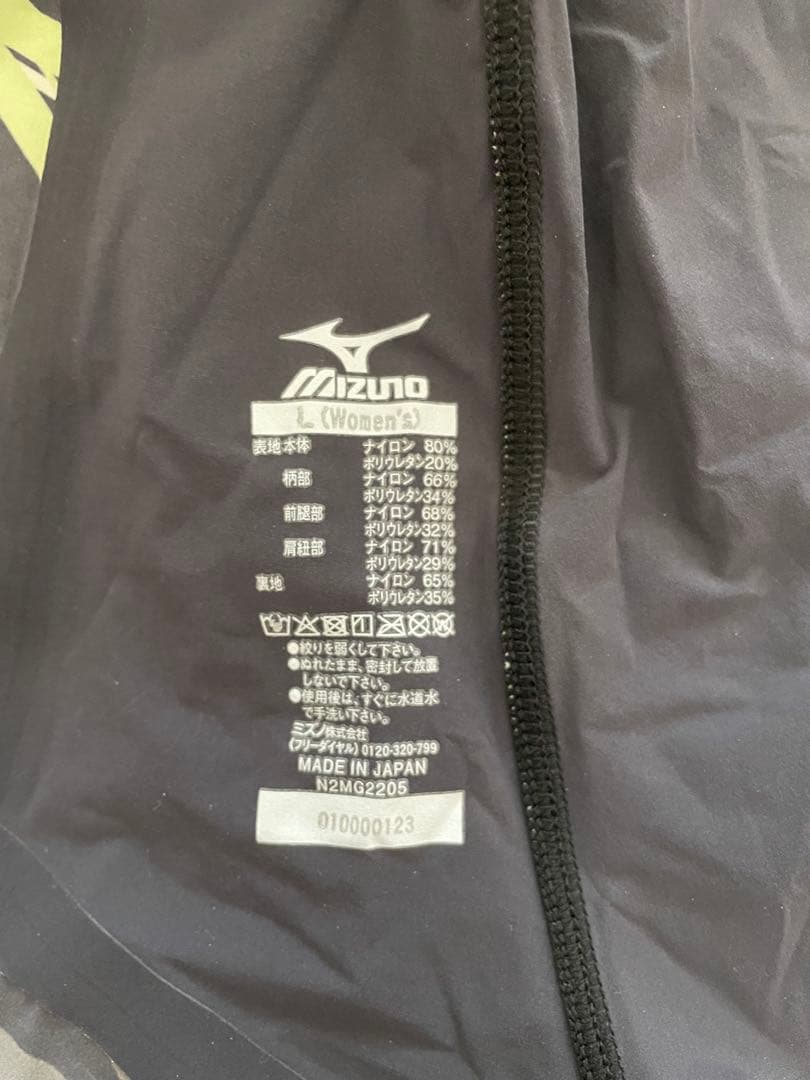 MIZUNO
L (Women's)
表地 本体 ナイロン 80%
ポリウレタン20%
柄部 ナイロン 66%
ポリウレタン34%
前腿部 ナイロン 68%
ポリウレタン32%
肩紐部 ナイロン 71%
ポリウレタン29%
裏地 ナイロン 65%
ポリウレタン35%
●絞りを弱くして下さい。
●ぬれたまま、密封して放置
しないで下さい。
●使用後は、すぐに水道水
で手洗い下さい。
ミズノ株式会社
(フリーダイヤル) 0120-320-799
MADE IN JAPAN
N2MG2205
010000123